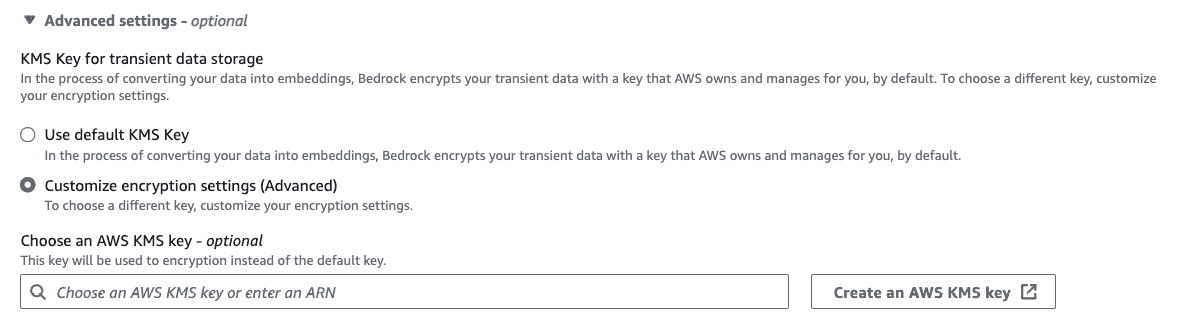 Advanced settings - optional
KMS Key for transient data storage
In the process of converting your data into embeddings, Bedrock encrypts your transient data with a key that AWS owns and manages for you, by default. To choose a different key, customize
your encryption settings.
Use default KMS Key
In the process of converting your data into embeddings, Bedrock encrypts your transient data with a key that AWS owns and manages for you, by default.
Customize encryption settings (Advanced)
To choose a different key, customize your encryption settings.
Choose an AWS KMS key - optional
This key will be used to encryption instead of the default key.
Choose an AWS KMS key or enter an ARN
Create an AWS KMS key